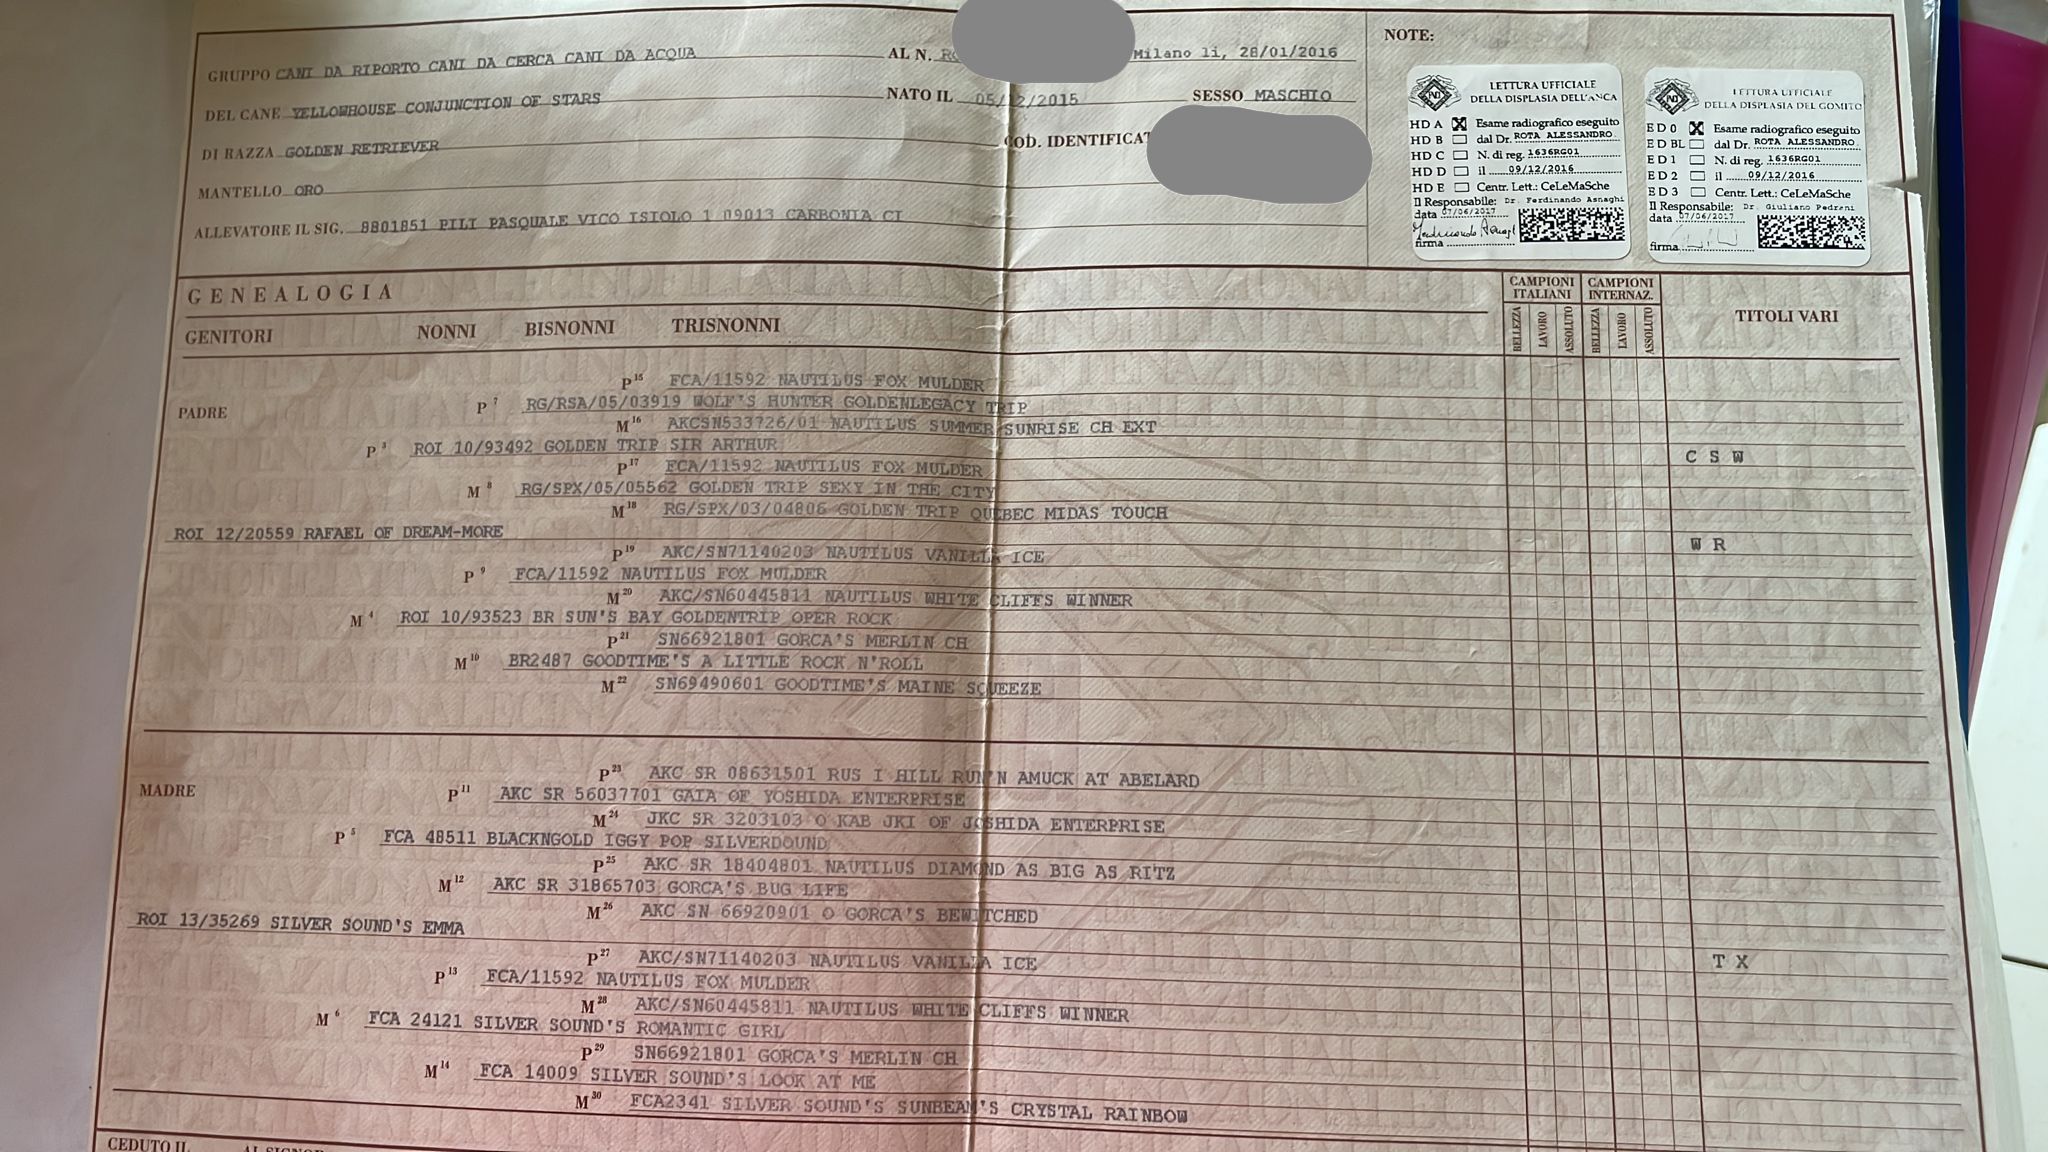 GRUPPO CANI DA RIPORTO CANI DA CERCA CANI DA ACQUA
AL N. Milano li, 28/01/2016
DEL CANE YELLOWHOUSE CONJUNCTION OF STARS
NATO IL 05/12/2015 SESSO MASCHIO
DI RAZZA GOLDEN RETRIEVER
COD. IDENTIFICAT
MANTELLO ORO
ALLEVATORE IL SIG. 8801851 PILI PASQUALE VICO ISIOLO 1 09013 CARBONIA CI
NOTE:
LETTURA UFFICIALE
DELLA DISPLASIA DELL'ANCA
HD A X Esame radiografico eseguito
HD B dal Dr. ROTA ALESSANDRO
HD C N. di reg. 1636RG01
HD D il 09/12/2016
HD E Centr. Lett.: CeLeMaSche
Il Responsabile: Dr. Ferdinando Asnaghi
data 07/06/2017
firma
LETTURA UFFICIALE
DELLA DISPLASIA DEL GOMITO
ED 0 X Esame radiografico eseguito
ED BL dal Dr. ROTA ALESSANDRO
ED 1 N. di reg. 1636RG01
ED 2 il 09/12/2016
ED 3 Centr. Lett.: CeLeMaSche
Il Responsabile: Dr. Giuliano Pedrani
data 07/06/2017
firma
GENEALOGIA
GENITORI NONNI BISNONNI TRISNONNI
CAMPIONI ITALIANI CAMPIONI INTERNAZ. TITOLI VARI
BELLEZZA LAVORO ASSOLUTO BELLEZZA LAVORO ASSOLUTO
P15 FCA/11592 NAUTILUS FOX MULDER
PADRE P7 RG/RSA/05/03919 WOLF'S HUNTER GOLDENLEGACY TRIP
M16 AKCSN533726/01 NAUTILUS SUMMER SUNRISE CH EXT
P3 ROI 10/93492 GOLDEN TRIP SIR ARTHUR C S W
P17 FCA/11592 NAUTILUS FOX MULDER
M8 RG/SPX/05/05562 GOLDEN TRIP SEXY IN THE CITY
M18 RG/SPX/03/04806 GOLDEN TRIP QUEBEC MIDAS TOUCH
ROI 12/20559 RAFAEL OF DREAM-MORE W R
P19 AKC/SN71140203 NAUTILUS VANILLA ICE
P9 FCA/11592 NAUTILUS FOX MULDER
M20 AKC/SN60445811 NAUTILUS WHITE CLIFFS WINNER
M4 ROI 10/93523 BR SUN'S BAY GOLDENTRIP OPER ROCK
P21 SN66921801 GORCA'S MERLIN CH
M10 BR2487 GOODTIME'S A LITTLE ROCK N'ROLL
M22 SN69490601 GOODTIME'S MAINE SQUEEZE
P23 AKC SR 08631501 RUS I HILL RUN'N AMUCK AT ABELARD
MADRE P11 AKC SR 56037701 GAIA OF YOSHIDA ENTERPRISE
M24 JKC SR 3203103 O KAB JKI OF JOSHIDA ENTERPRISE
P5 FCA 48511 BLACKNGOLD IGGY POP SILVERDOUND
P25 AKC SR 18404801 NAUTILUS DIAMOND AS BIG AS RITZ
M12 AKC SR 31865703 GORCA'S BUG LIFE
M26 AKC SN 66920901 O GORCA'S BEWITCHED
ROI 13/35269 SILVER SOUND'S EMMA T X
P27 AKC/SN71140203 NAUTILUS VANILLA ICE
P13 FCA/11592 NAUTILUS FOX MULDER
M28 AKC/SN60445811 NAUTILUS WHITE CLIFFS WINNER
M6 FCA 24121 SILVER SOUND'S ROMANTIC GIRL
P29 SN66921801 GORCA'S MERLIN CH
M14 FCA 14009 SILVER SOUND'S LOOK AT ME
M30 FCA2341 SILVER SOUND'S SUNBEAM'S CRYSTAL RAINBOW
CEDUTO IL